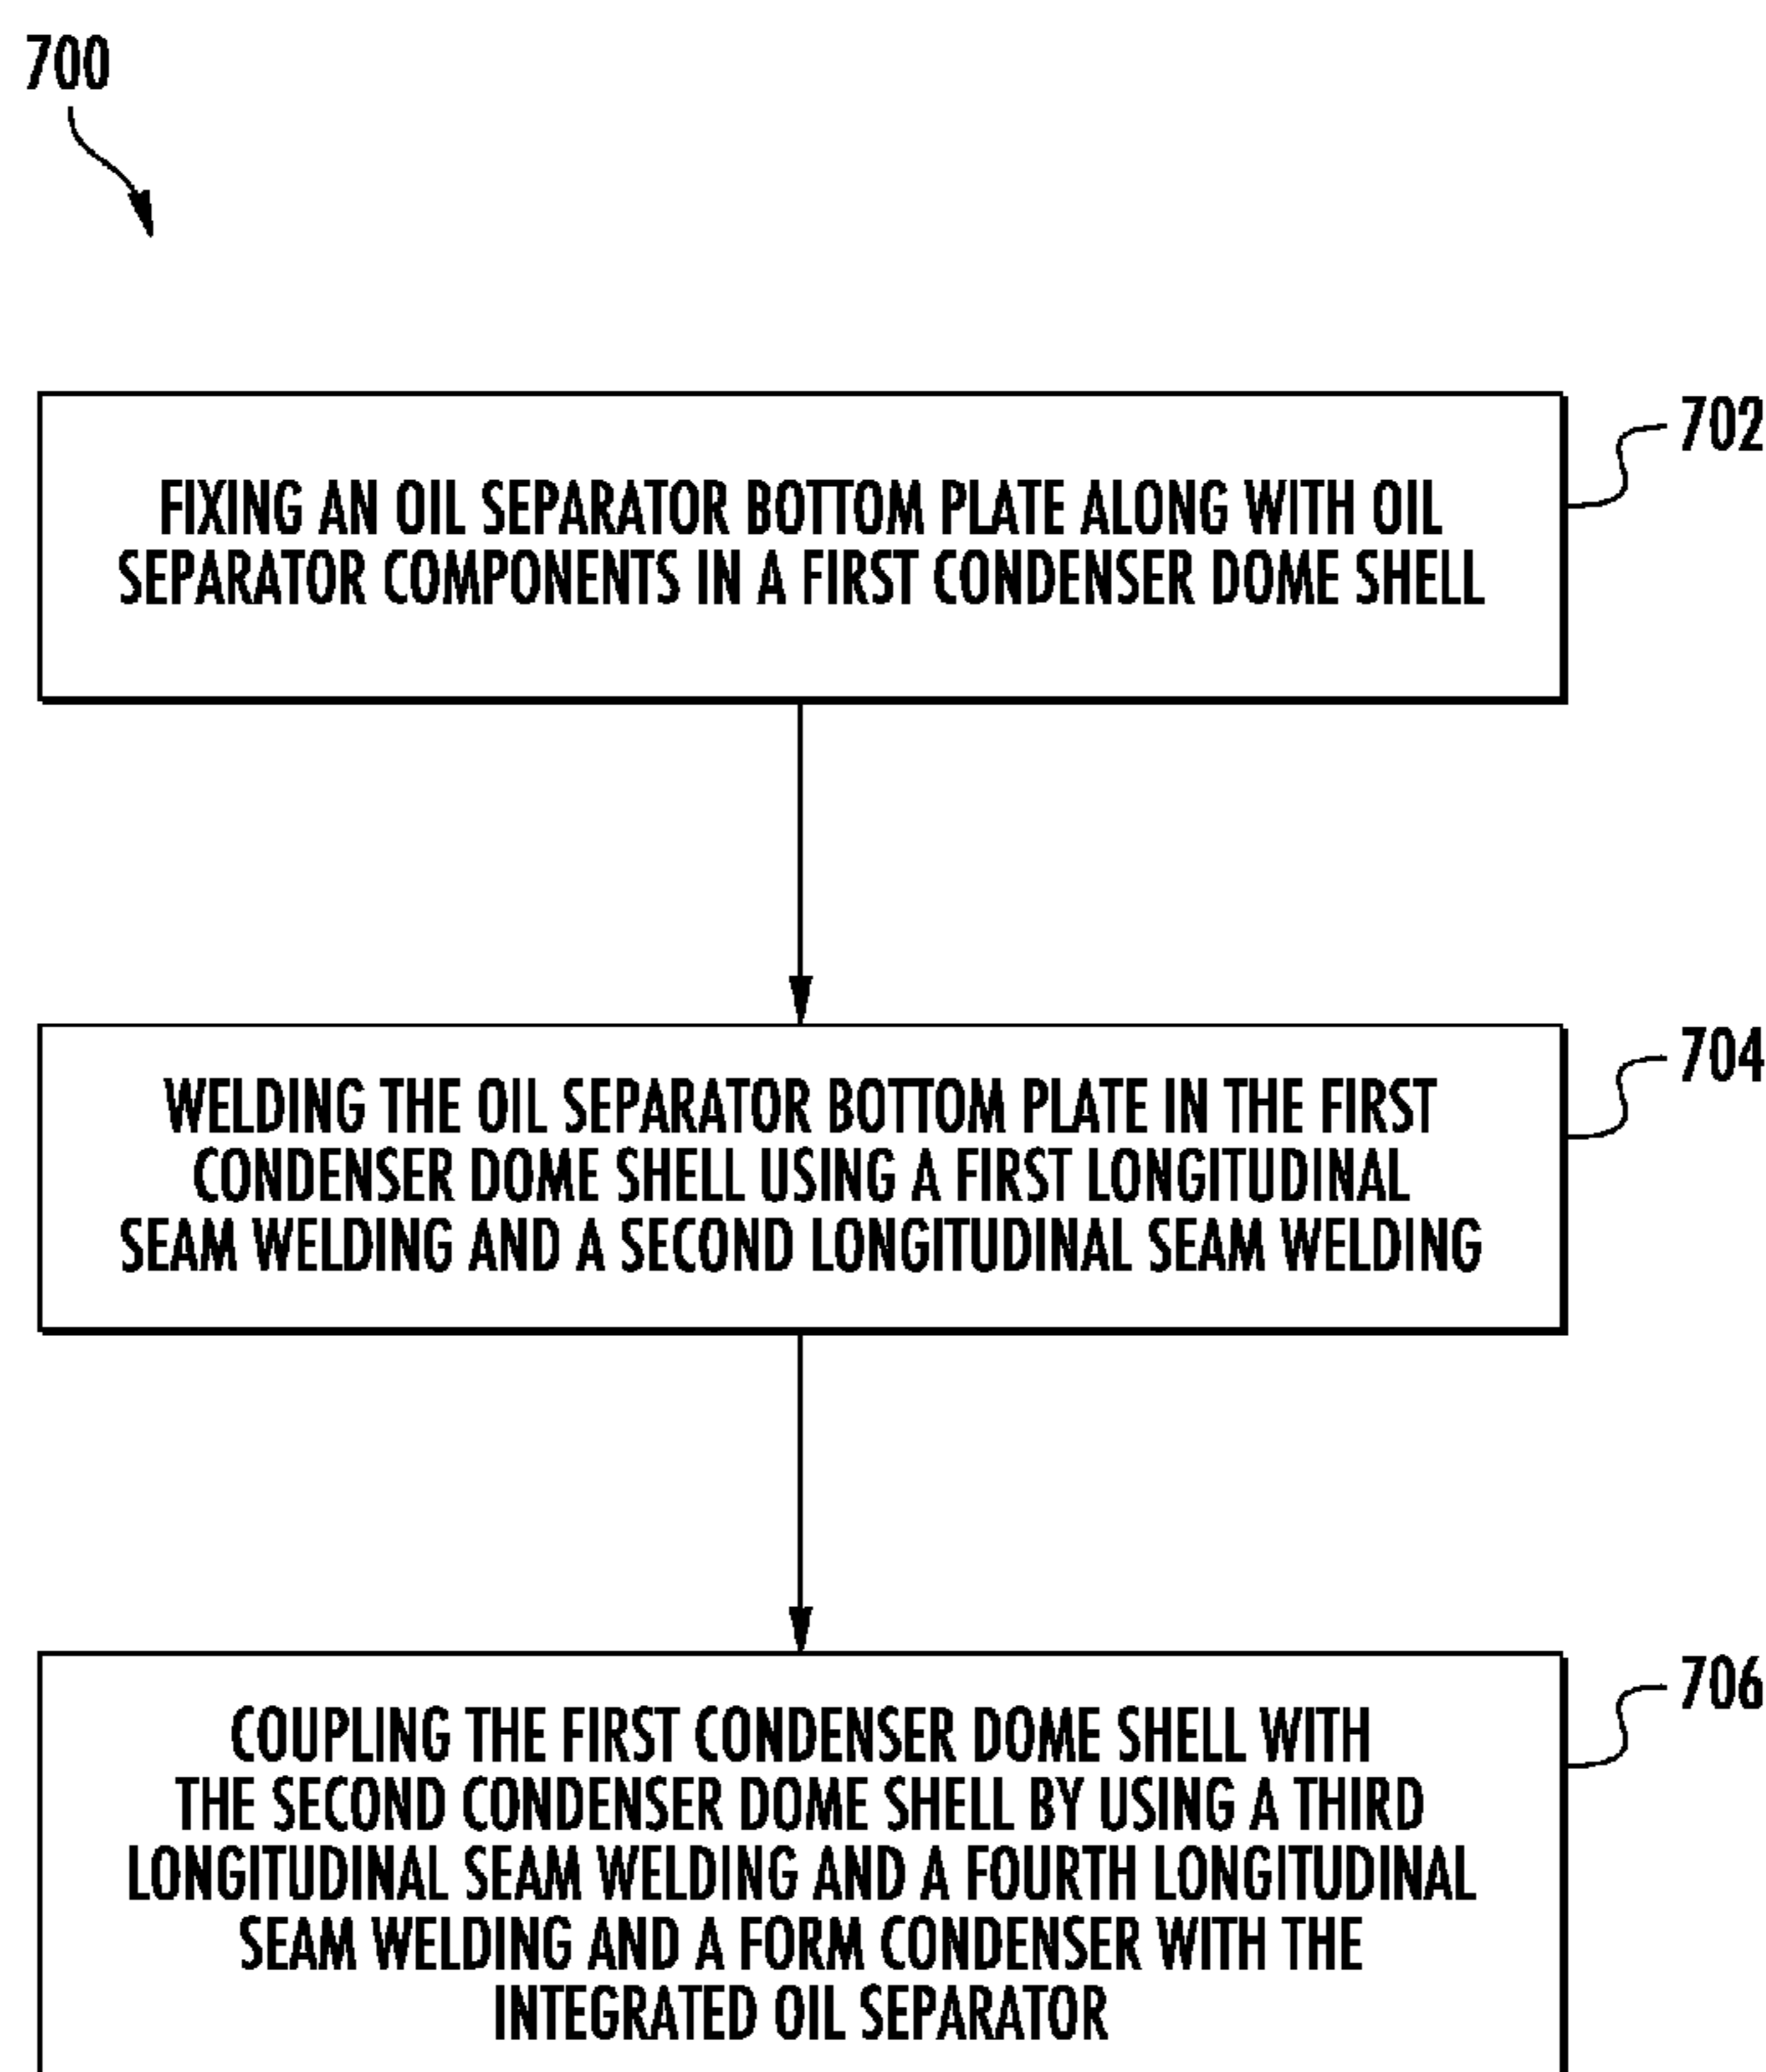 700
702
FIXING AN OIL SEPARATOR BOTTOM PLATE ALONG WITH OIL
SEPARATOR COMPONENTS IN A FIRST CONDENSER DOME SHELL
704
WELDING THE OIL SEPARATOR BOTTOM PLATE IN THE FIRST
CONDENSER DOME SHELL USING A FIRST LONGITUDINAL
SEAM WELDING AND A SECOND LONGITUDINAL SEAM WELDING
706
COUPLING THE FIRST CONDENSER DOME SHELL WITH
THE SECOND CONDENSER DOME SHELL BY USING A THIRD
LONGITUDINAL SEAM WELDING AND A FOURTH LONGITUDINAL
SEAM WELDING AND A FORM CONDENSER WITH THE
INTEGRATED OIL SEPARATOR